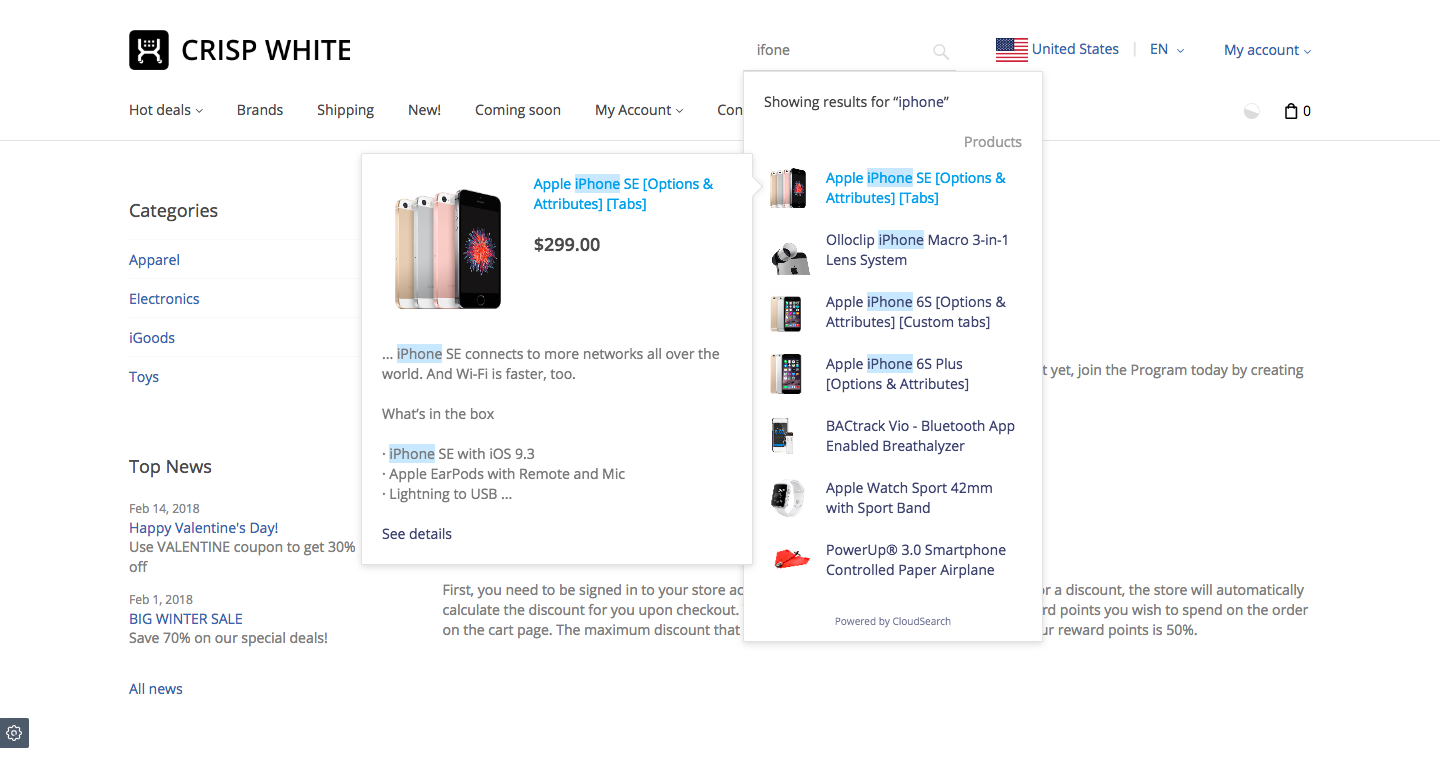 CRISP WHITE
ifone
United States
EN
My account
Hot deals
Brands
Shipping
New!
Coming soon
My Account
Con
0
Showing results for “iphone”
Products
Apple iPhone SE [Options &
Attributes] [Tabs]
Olloclip iPhone Macro 3-in-1
Lens System
Apple iPhone 6S [Options &
Attributes] [Custom tabs]
Apple iPhone 6S Plus
[Options & Attributes]
BACtrack Vio - Bluetooth App
Enabled Breathalyzer
Apple Watch Sport 42mm
with Sport Band
PowerUp® 3.0 Smartphone
Controlled Paper Airplane
Powered by CloudSearch
Apple iPhone SE [Options &
Attributes] [Tabs]
$299.00
... iPhone SE connects to more networks all over the
world. And Wi-Fi is faster, too.
What’s in the box
· iPhone SE with iOS 9.3
· Apple EarPods with Remote and Mic
· Lightning to USB ...
See details
Categories
Apparel
Electronics
iGoods
Toys
Top News
Feb 14, 2018
Happy Valentine's Day!
Use VALENTINE coupon to get 30%
off
Feb 1, 2018
BIG WINTER SALE
Save 70% on our special deals!
All news
t yet, join the Program today by creating
First, you need to be signed in to your store ac r a discount, the store will automatically
calculate the discount for you upon checkout. rd points you wish to spend on the order
on the cart page. The maximum discount that ur reward points is 50%.